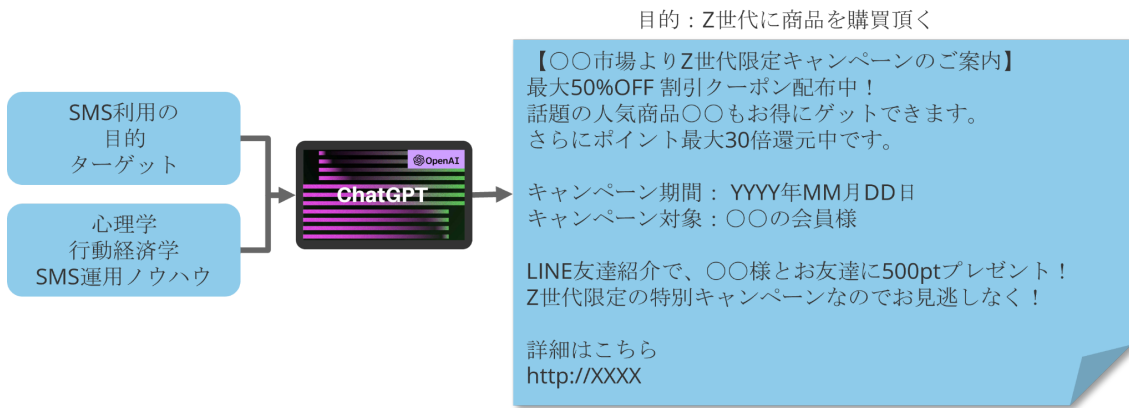 目的：Z世代に商品を購買頂く
SMS利用の
目的
ターゲット
心理学
行動経済学
SMS運用ノウハウ
OpenAI
ChatGPT
【〇〇市場よりZ世代限定キャンペーンのご案内】
最大50%OFF 割引クーポン配布中！
話題の人気商品〇〇もお得にゲットできます。
さらにポイント最大30倍還元中です。
キャンペーン期間： YYYY年MM月DD日
キャンペーン対象：〇〇の会員様
LINE友達紹介で、〇〇様とお友達に500ptプレゼント！
Z世代限定の特別キャンペーンなのでお見逃しなく！
詳細はこちら
http://XXXX